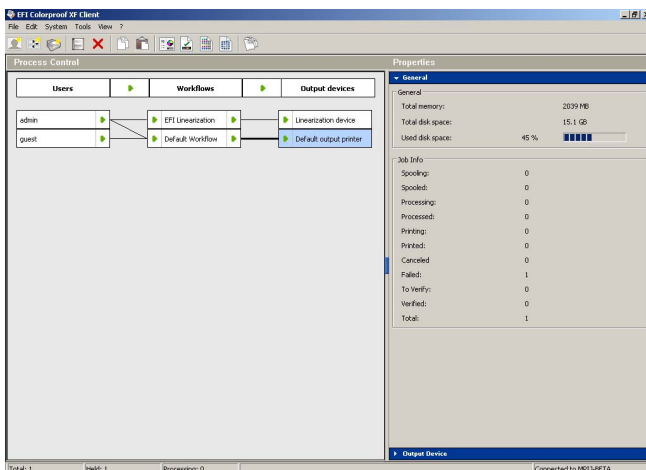 EFI Colorproof XF Client
File Edit System Tools View ?
Process Control
Properties
Users
Workflows
Output devices
admin
EFI Linearization
Linearization device
guest
Default Workflow
Default output printer
General
General
Total memory: 2039 MB
Total disk space: 15.1 GB
Used disk space: 45 %
Job Info
Spooling: 0
Spooled: 0
Processing: 0
Processed: 0
Printing: 0
Printed: 0
Canceled 0
Failed: 1
To Verify: 0
Verified: 0
Total: 1
Output Device
Total: 1 Held: 1 Processing: 0 Connected to MPIJ-BETA